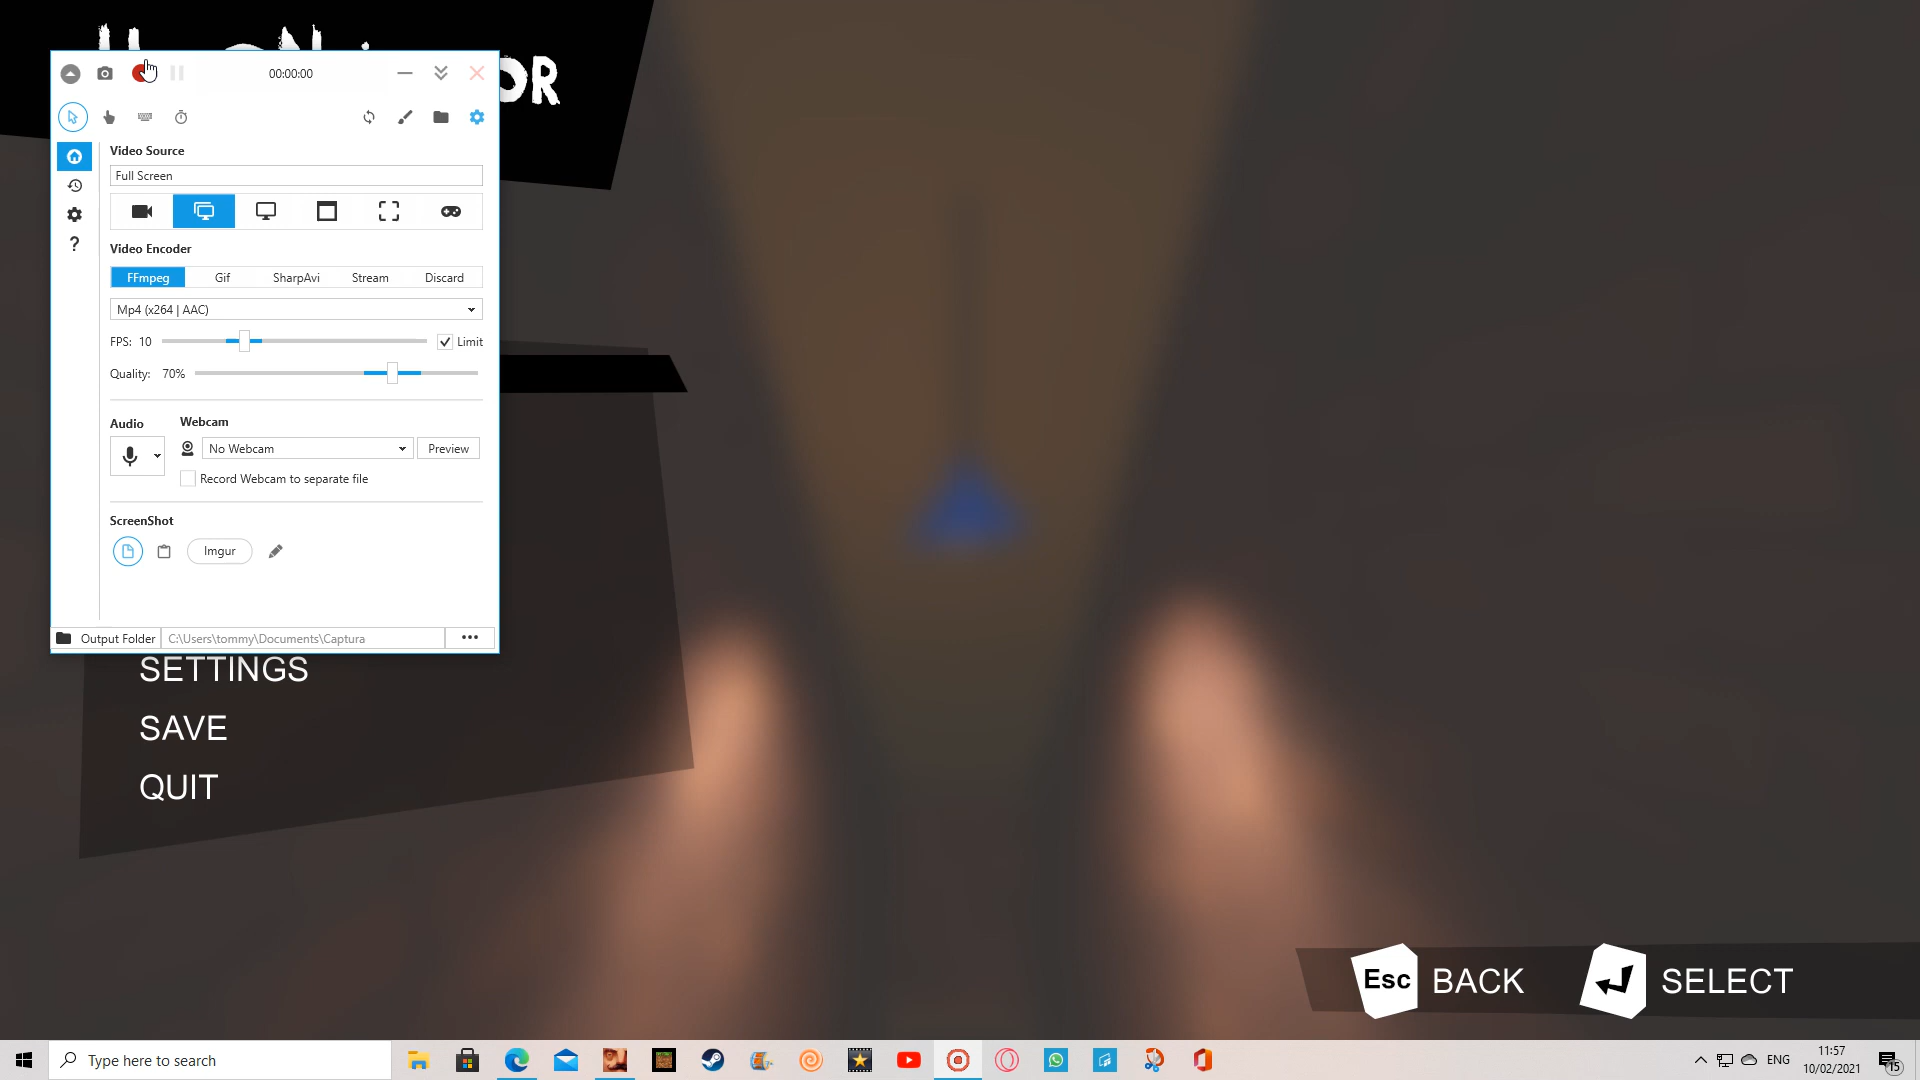 OR
00:00:00
Video Source
Full Screen
Video Encoder
FFmpeg Gif SharpAvi Stream Discard
Mp4 (x264 | AAC)
FPS: 10 Limit
Quality: 70%
Audio Webcam
No Webcam Preview
Record Webcam to separate file
ScreenShot
Imgur
Output Folder C:\Users\tommy\Documents\Captura ...
SETTINGS
SAVE
QUIT
Esc BACK SELECT
Type here to search
ENG
11:57
10/02/2021
15